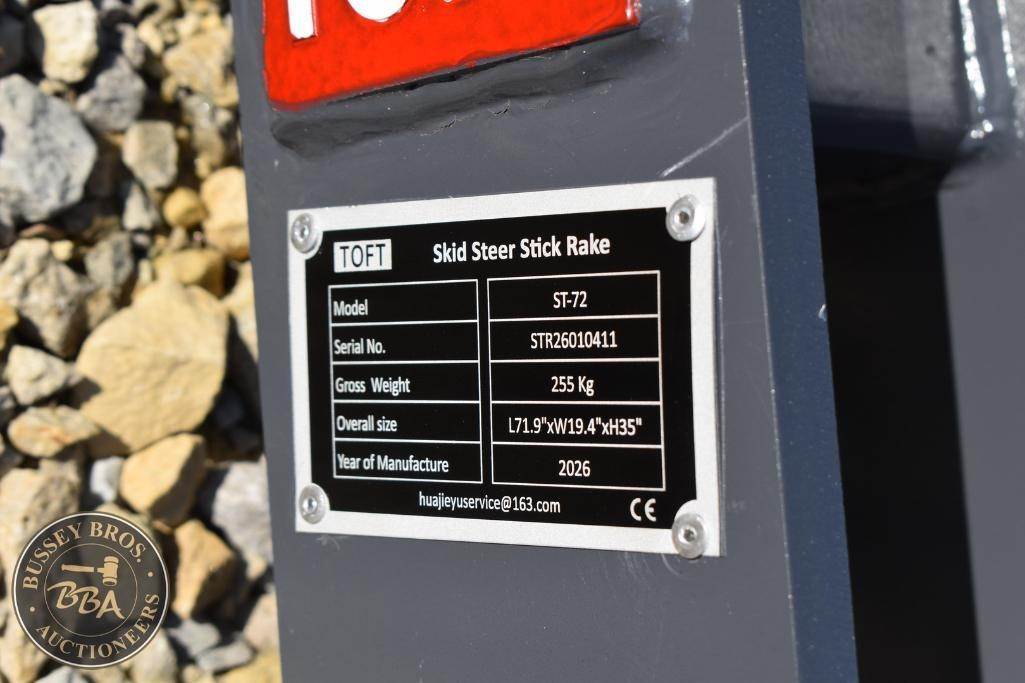 TOFT Skid Steer Stick Rake
Model ST-72
Serial No. STR26010411
Gross Weight 255 Kg
Overall size L71.9"xW19.4"xH35"
Year of Manufacture 2026
huajieyuservice@163.com CE
BUSSEY BROS.
BBA
AUCTIONEERS